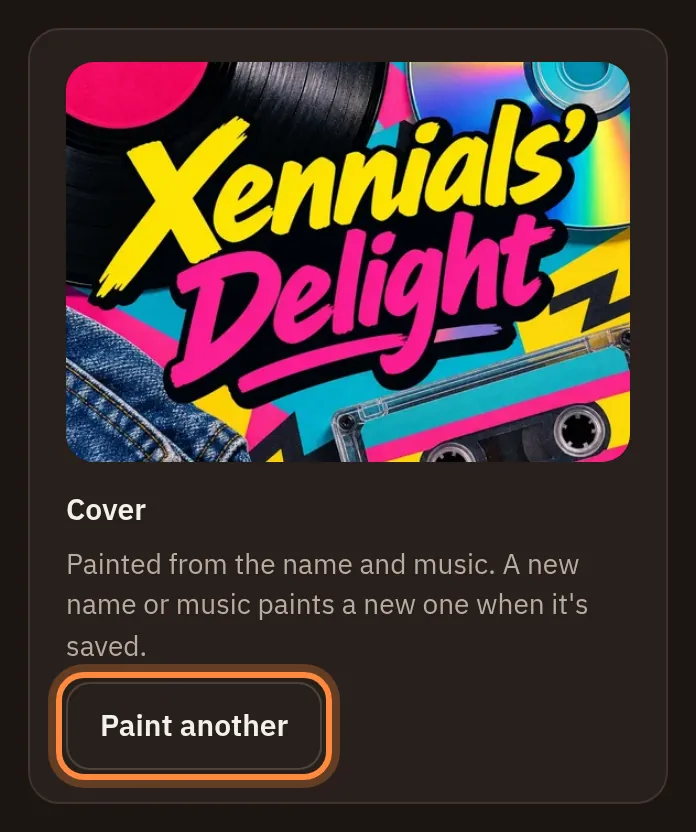 Xennials’
Delight
Cover
Painted from the name and music. A new
name or music paints a new one when it's
saved.
Paint another